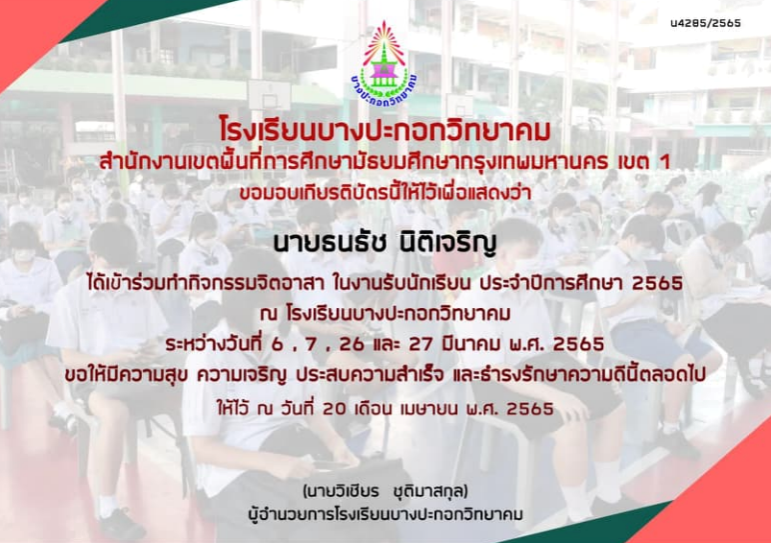 น4285/2565
บางปะกอกวิทยาคม
โรงเรียนบางปะกอกวิทยาคม
สำนักงานเขตพื้นที่การศึกษามัธยมศึกษากรุงเทพมหานคร เขต 1
ขอมอบเกียรติบัตรนี้ให้ไว้เพื่อแสดงว่า
นายธนธัช นิติเจริญ
ได้เข้าร่วมทำกิจกรรมจิตอาสา ในงานรับนักเรียน ประจำปีการศึกษา 2565
ณ โรงเรียนบางปะกอกวิทยาคม
ระหว่างวันที่ 6 , 7 , 26 และ 27 มีนาคม พ.ศ. 2565
ขอให้มีความสุข ความเจริญ ประสบความสำเร็จ และธำรงรักษาความดีนี้ตลอดไป
ให้ไว้ ณ วันที่ 20 เดือน เมษายน พ.ศ. 2565
(นายวิเชียร ชุติมาสกุล)
ผู้อำนวยการโรงเรียนบางปะกอกวิทยาคม